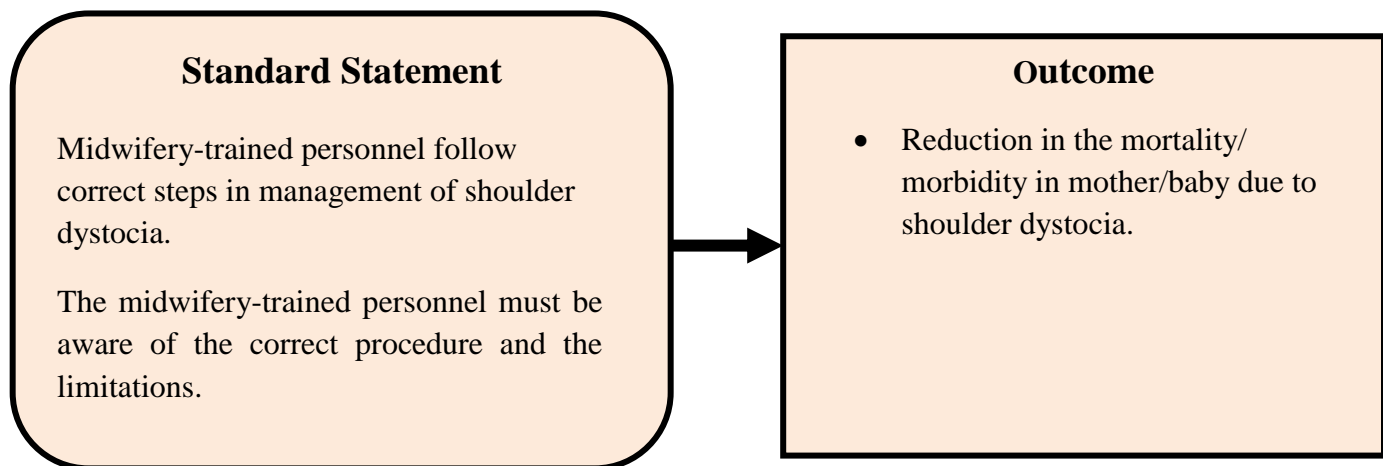 Standard Statement
Midwifery-trained personnel follow
correct steps in management of shoulder
dystocia.
The midwifery-trained personnel must be
aware of the correct procedure and the
limitations.
Outcome
• Reduction in the mortality/
morbidity in mother/baby due to
shoulder dystocia.